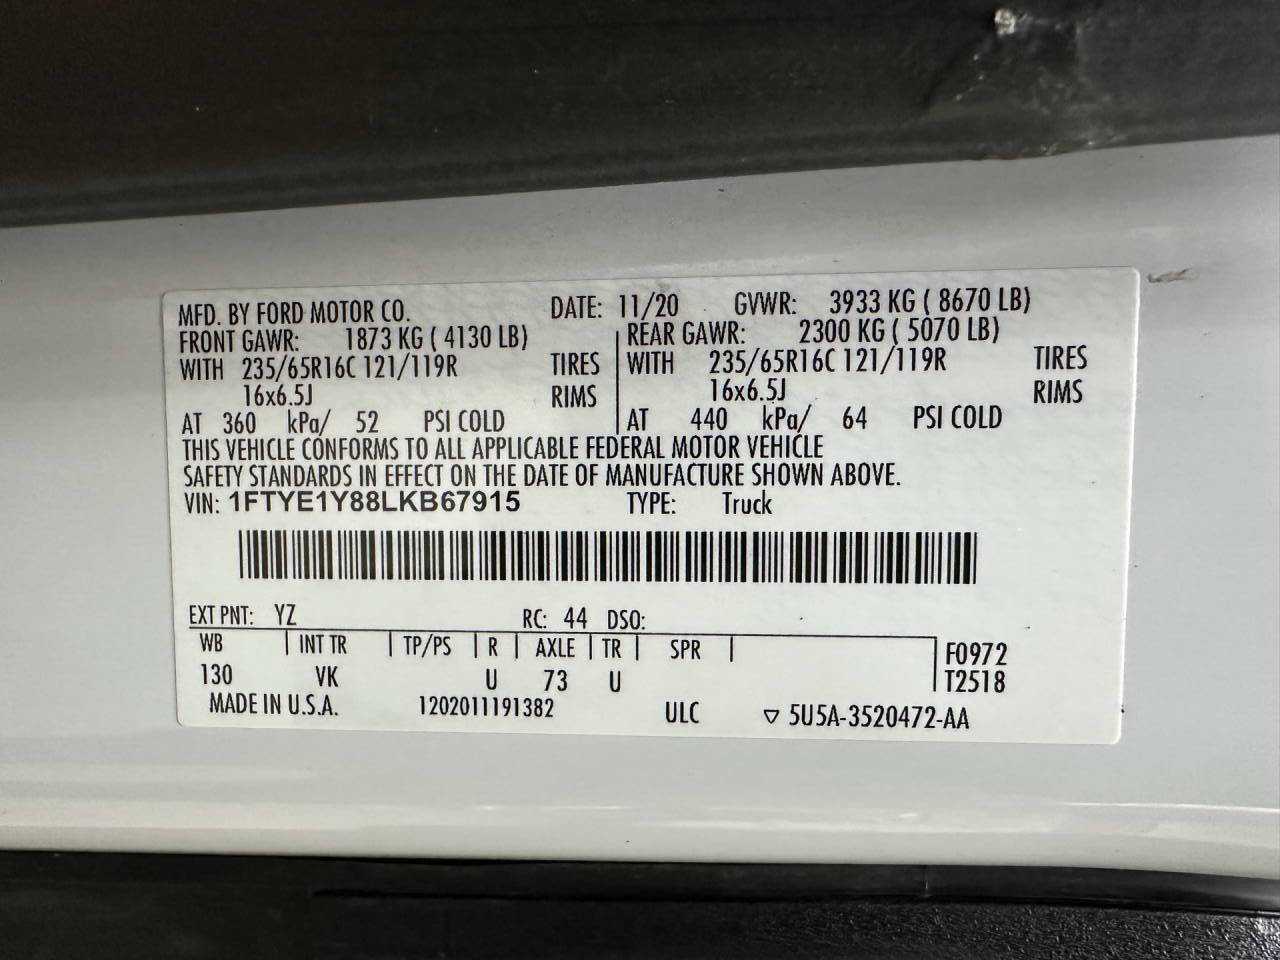 MFD. BY FORD MOTOR CO. DATE: 11/20 GVWR: 3933 KG ( 8670 LB)
FRONT GAWR: 1873 KG ( 4130 LB) REAR GAWR: 2300 KG ( 5070 LB)
WITH 235/65R16C 121/119R TIRES WITH 235/65R16C 121/119R TIRES
16x6.5J RIMS 16x6.5J RIMS
AT 360 kPa/ 52 PSI COLD AT 440 kPa/ 64 PSI COLD
THIS VEHICLE CONFORMS TO ALL APPLICABLE FEDERAL MOTOR VEHICLE
SAFETY STANDARDS IN EFFECT ON THE DATE OF MANUFACTURE SHOWN ABOVE.
VIN: 1FTYE1Y88LKB67915 TYPE: Truck
EXT PNT: YZ RC: 44 DSO:
WB INT TR TP/PS R AXLE TR SPR F0972
130 VK U 73 U T2518
MADE IN U.S.A. 1202011191382 ULC ▽ 5U5A-3520472-AA